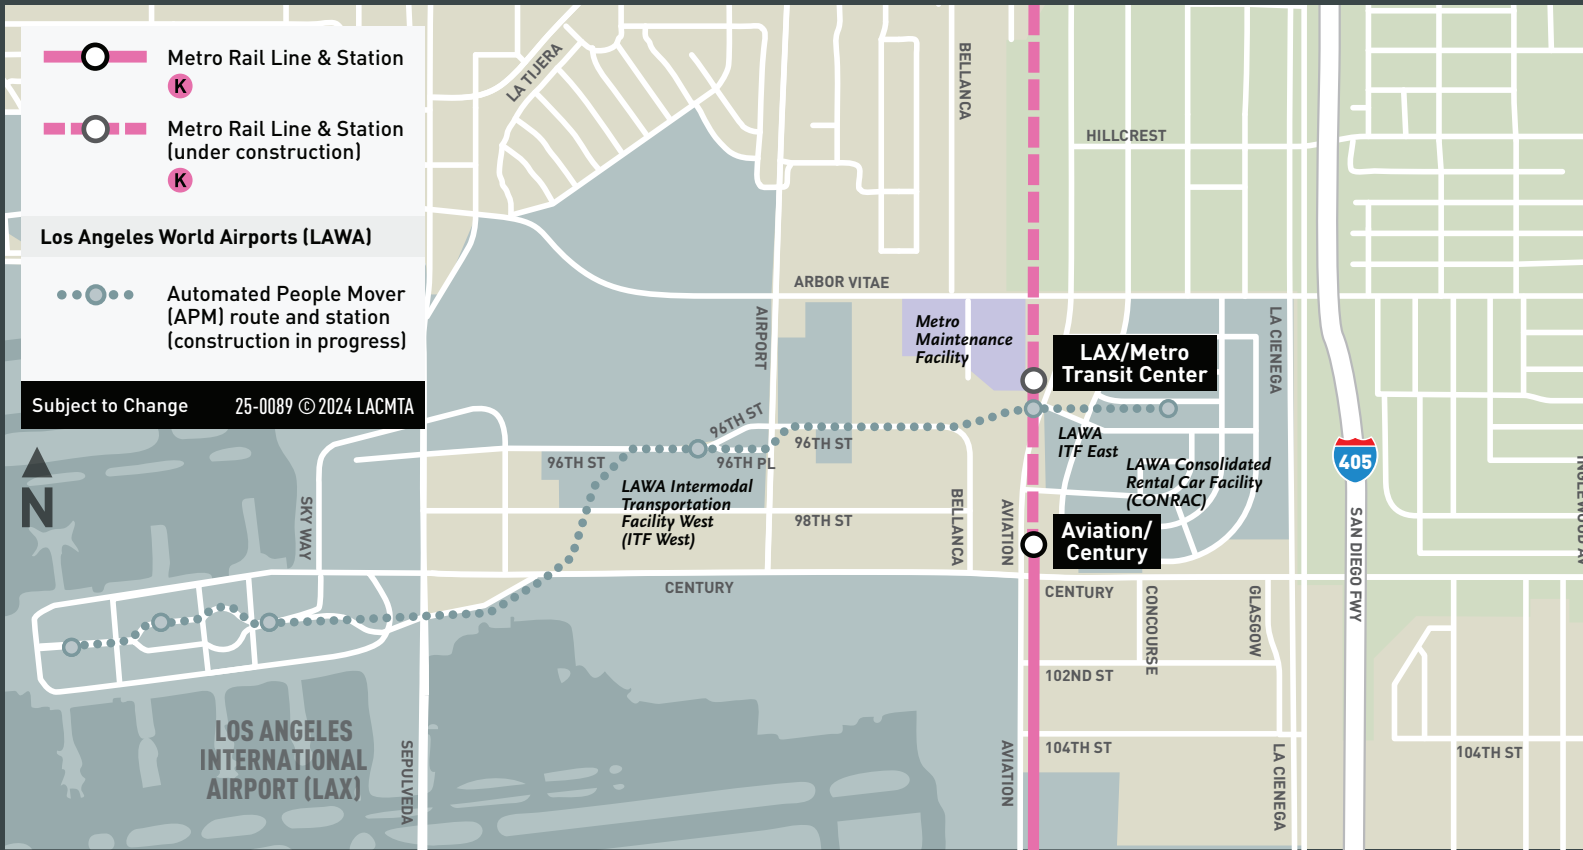 Metro Rail Line & Station
K
Metro Rail Line & Station
(under construction)
K
Los Angeles World Airports (LAWA)
Automated People Mover
(APM) route and station
(construction in progress)
Subject to Change
25-0089 © 2024 LACMTA
N
LA TIJERA
BELLANCA
HILLCREST
ARBOR VITAE
AIRPORT
Metro
Maintenance
Facility
LAX/Metro
Transit Center
LA CIENEGA
96TH ST
96TH ST
96TH ST
96TH PL
LAWA
ITF East
LAWA Consolidated
Rental Car Facility
(CONRAC)
405
LAWA Intermodal
Transportation
Facility West
(ITF West)
SKY WAY
98TH ST
BELLANCA
AVIATION
Aviation/
Century
SAN DIEGO FWY
CENTURY
CENTURY
CONCOURSE
GLASGOW
102ND ST
LOS ANGELES
INTERNATIONAL
AIRPORT (LAX)
SEPULVEDA
AVIATION
104TH ST
LA CIENEGA
104TH ST